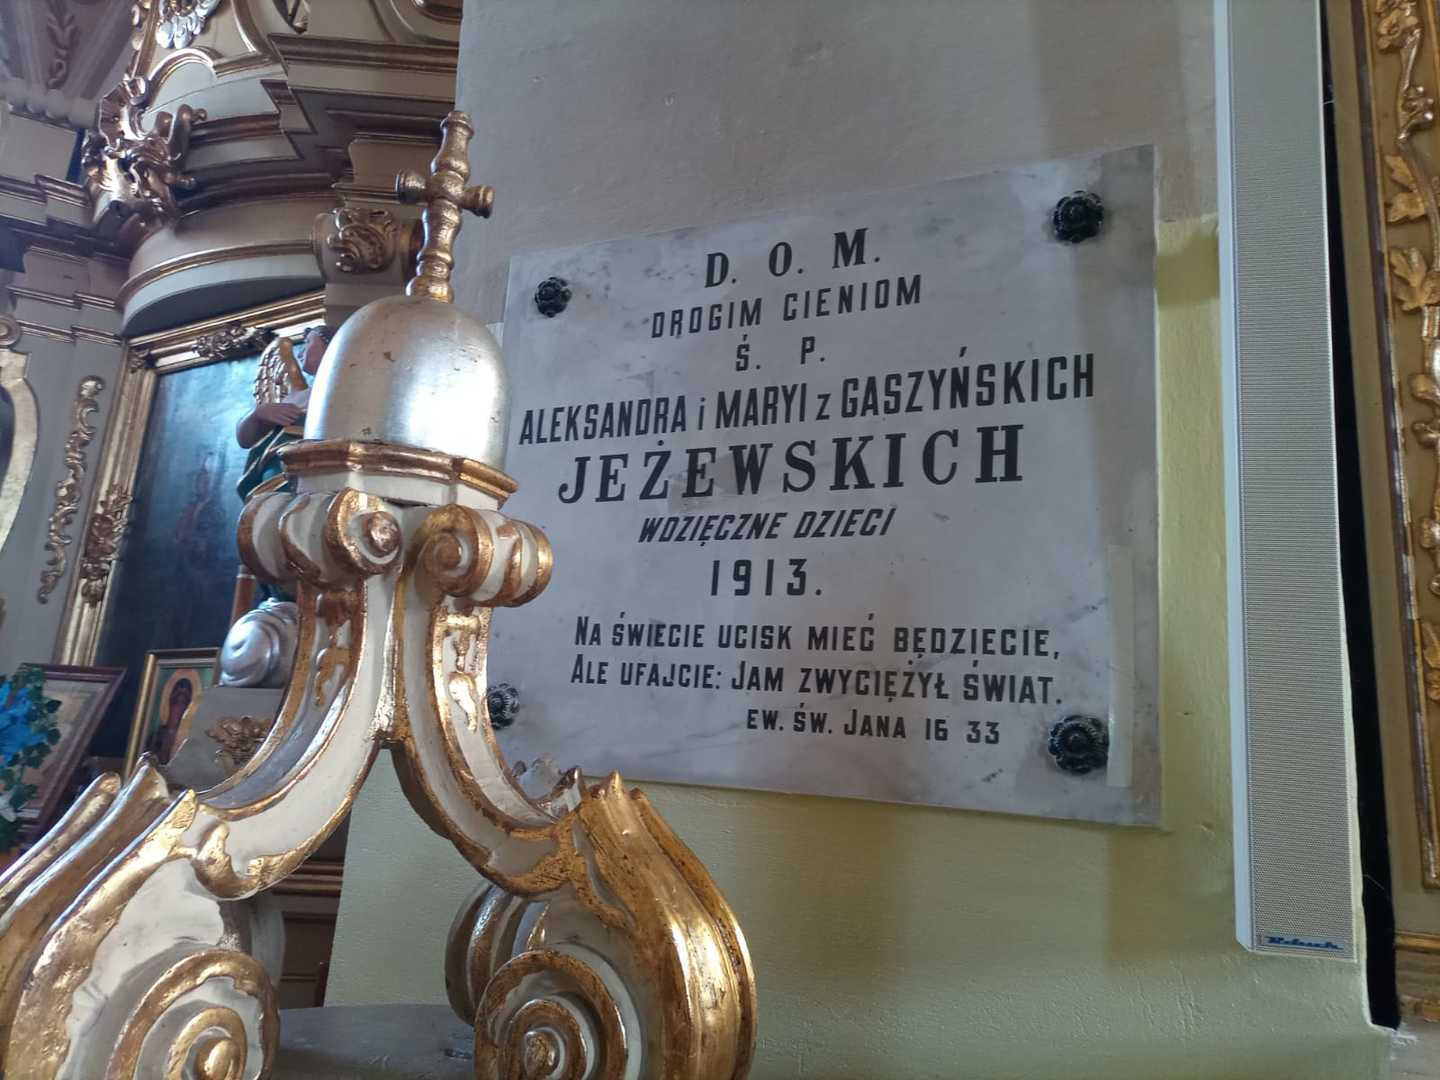 D. O. M.
DROGIM CIENIOM
Ś. P.
ALEKSANDRA i MARYI z GASZYŃSKICH
JEŻEWSKICH
WDZIĘCZNE DZIECI
1913.
NA ŚWIECIE UCISK MIEĆ BĘDZIECIE,
ALE UFAJCIE: JAM ZWYCIĘŻYŁ ŚWIAT.
EW. ŚW. JANA 16 33